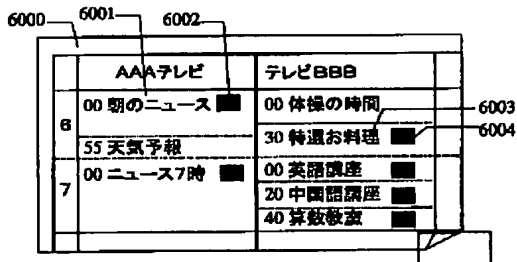 6000
6001
6002
AAAテレビ
テレビBBB
6
00 朝のニュース
55 天気予報
00 体操の時間
30 特選お料理
6003
6004
7
00 ニュース7時
00 英語講座
20 中国語講座
40 算数教室